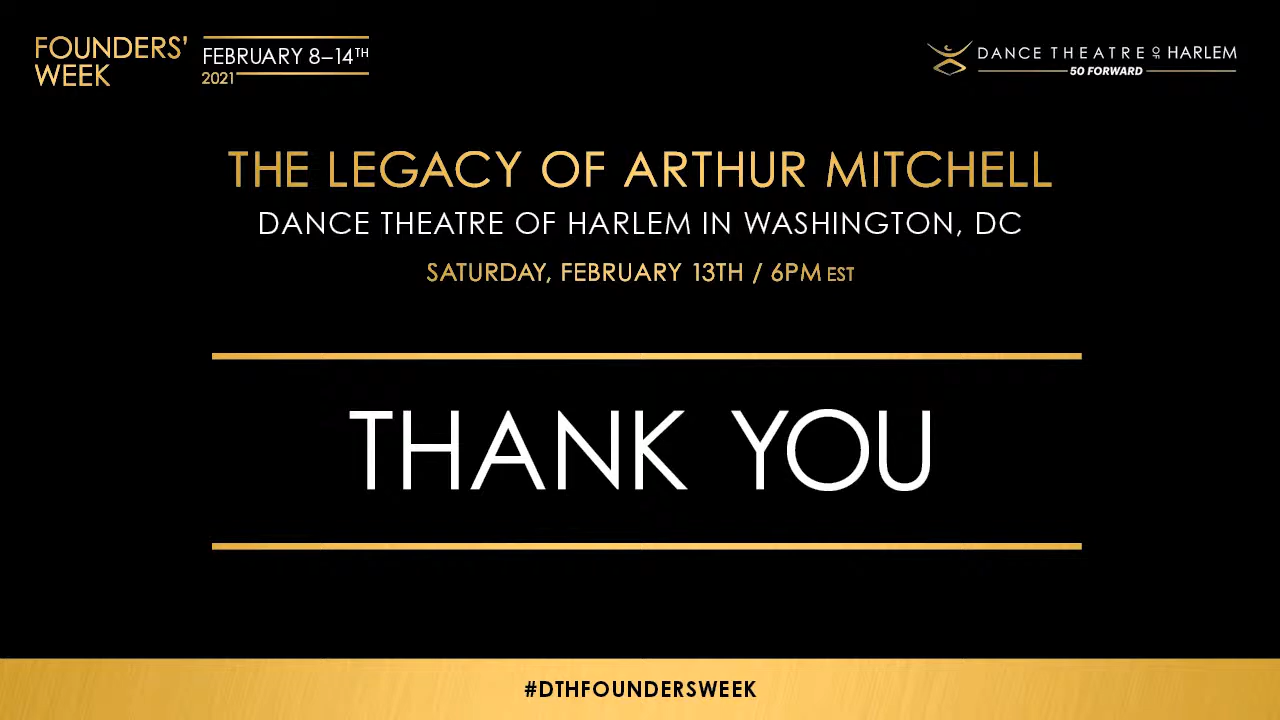 FOUNDERS’
WEEK
FEBRUARY 8–14TH
2021
DANCE THEATRE OF HARLEM
50 FORWARD
THE LEGACY OF ARTHUR MITCHELL
DANCE THEATRE OF HARLEM IN WASHINGTON, DC
SATURDAY, FEBRUARY 13TH / 6PM EST
THANK YOU
#DTHFOUNDERSWEEK